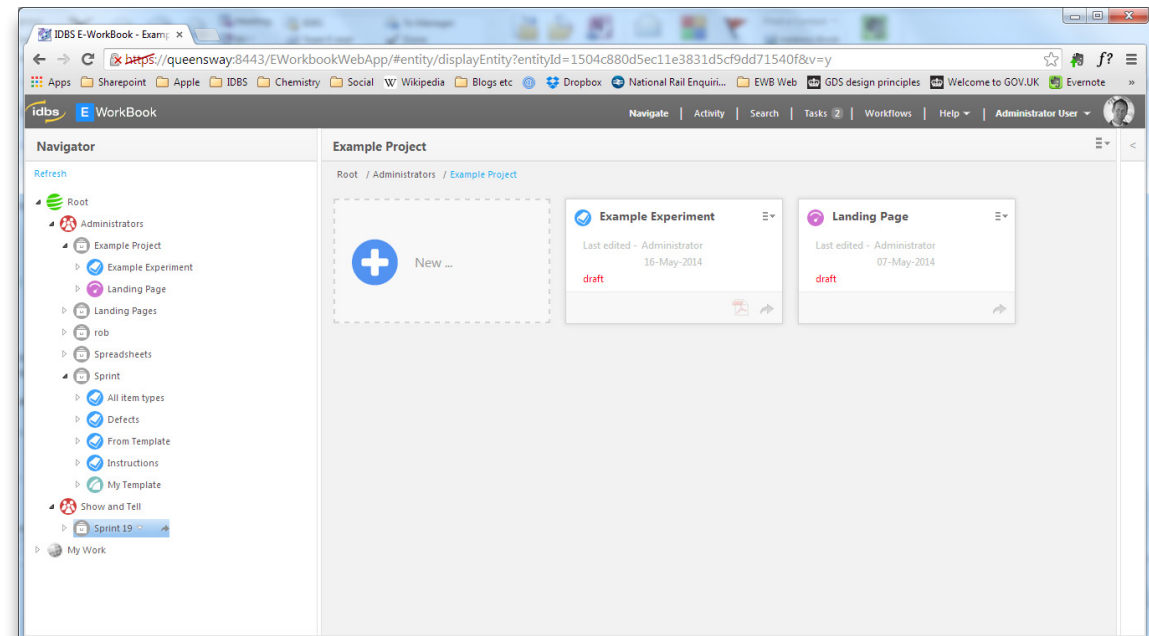 IDBS E-WorkBook - Examp ×
https://queensway:8443/EWorkbookWebApp/#entity/displayEntity?entityId=1504c880d5ec11e3831d5cf9dd71540f&v=y f?
Apps Sharepoint Apple IDBS Chemistry Social W Wikipedia Blogs etc @ Dropbox National Rail Enquiri... EWB Web GDS design principles Welcome to GOV.UK Evernote »
idbs E WorkBook Navigate | Activity | Search | Tasks 2 | Workflows | Help | Administrator User
Navigator
Example Project
<
Refresh
Root / Administrators / Example Project
Root
Administrators
Example Project
Example Experiment
Landing Page
Landing Pages
rob
Spreadsheets
Sprint
All item types
Defects
From Template
Instructions
My Template
Show and Tell
Sprint 19
My Work
New ...
Example Experiment
Last edited - Administrator
16-May-2014
draft
Landing Page
Last edited - Administrator
07-May-2014
draft